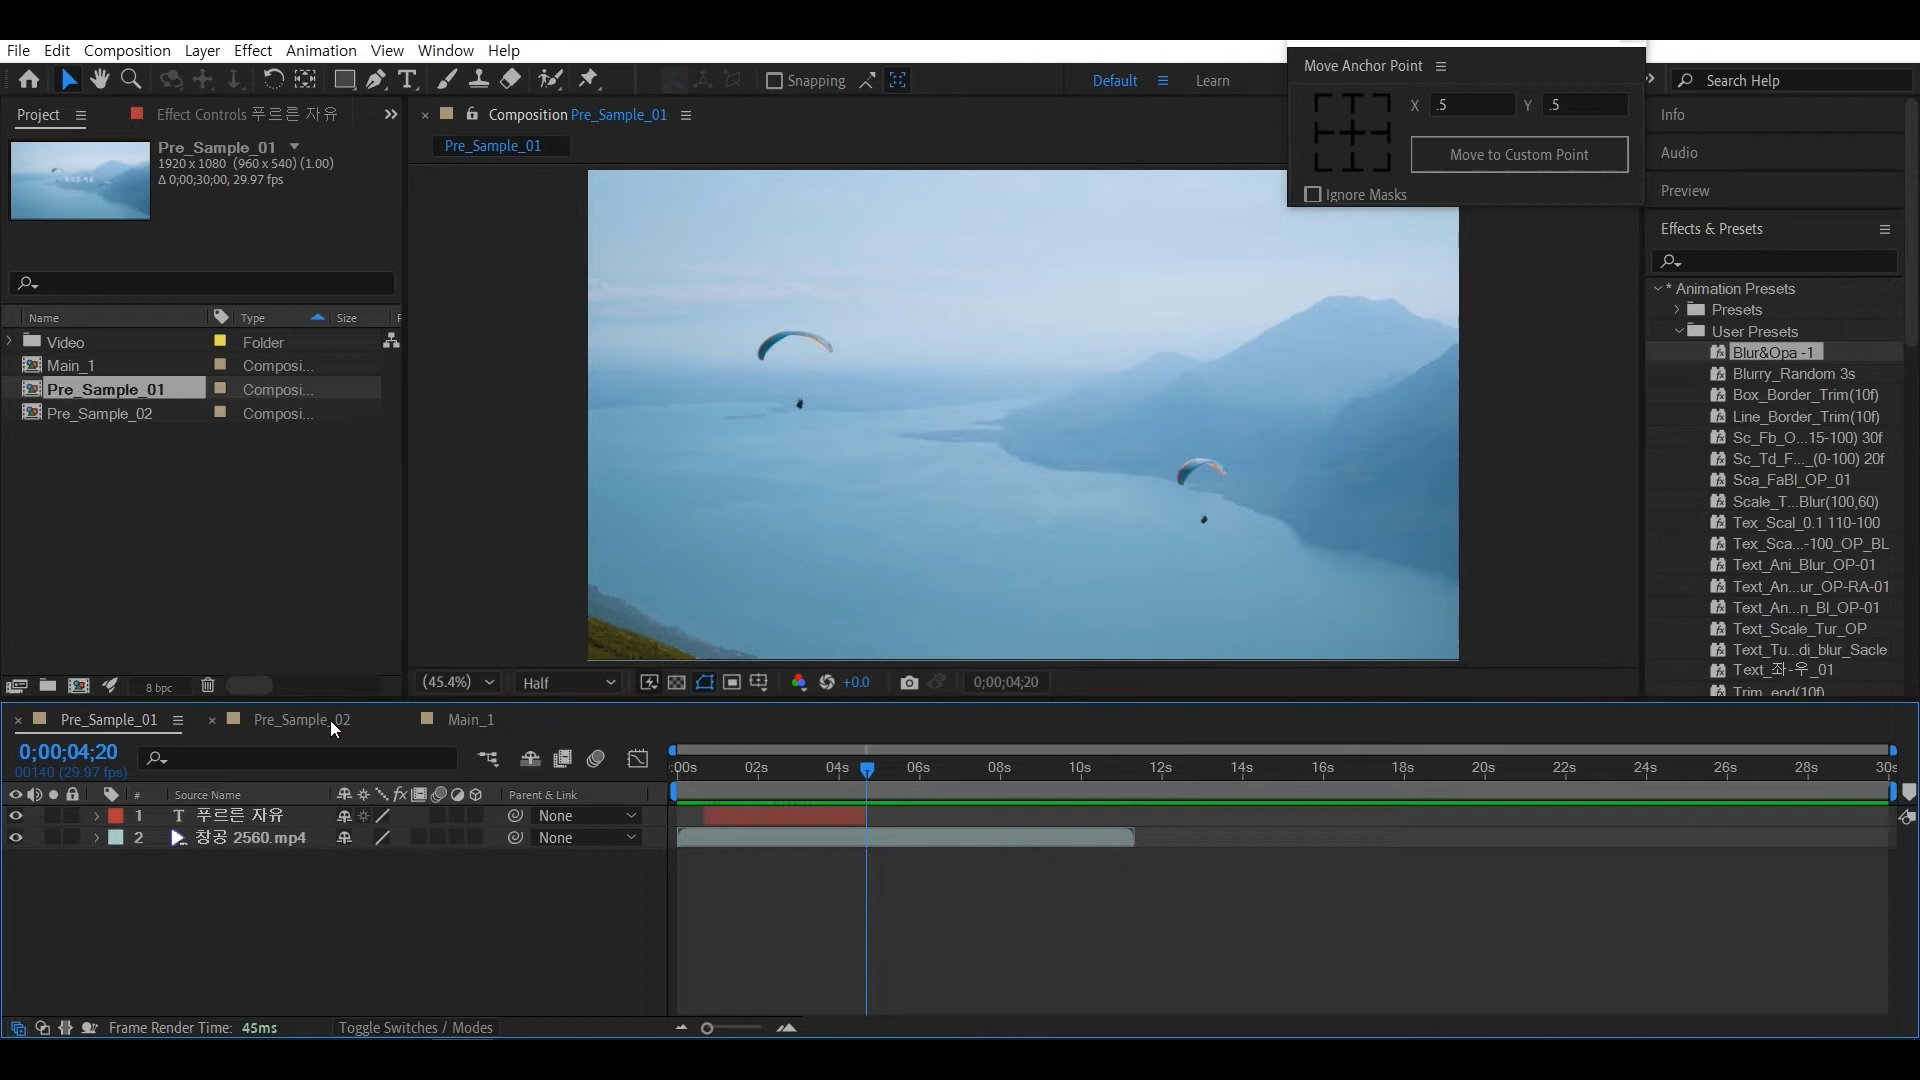 File Edit Composition Layer Effect Animation View Window Help
Snapping
Default
Learn
Search Help
Move Anchor Point
X .5 Y .5
Move to Custom Point
Ignore Masks
Project
Effect Controls 푸르른 자유
Composition Pre_Sample_01
Pre_Sample_01
Pre_Sample_01
1920 x 1080 (960 x 540) (1.00)
Δ 0;00;30;00, 29.97 fps
Name Type Size
Video Folder
Main_1 Composi...
Pre_Sample_01 Composi...
Pre_Sample_02 Composi...
8 bpc
(45.4%) Half +0.0 0;00;04;20
Info
Audio
Preview
Effects & Presets
* Animation Presets
Presets
User Presets
Blur&Opa -1
Blurry_Random 3s
Box_Border_Trim(10f)
Line_Border_Trim(10f)
Sc_Fb_O...15-100) 30f
Sc_Td_F..._(0-100) 20f
Sca_FaBl_OP_01
Scale_T...Blur(100,60)
Tex_Scal_0.1 110-100
Tex_Sca...-100_OP_BL
Text_Ani_Blur_OP-01
Text_An...ur_OP-RA-01
Text_An...n_Bl_OP-01
Text_Scale_Tur_OP
Text_Tu...di_blur_Sacle
Text_좌-우_01
Trim_end(10f)
Pre_Sample_01 Pre_Sample_02 Main_1
0;00;04;20
00140 (29.97 fps)
:00s 02s 04s 06s 08s 10s 12s 14s 16s 18s 20s 22s 24s 26s 28s 30s
# Source Name Parent & Link
1 T 푸르른 자유 None
2 창공 2560.mp4 None
Frame Render Time: 45ms
Toggle Switches / Modes